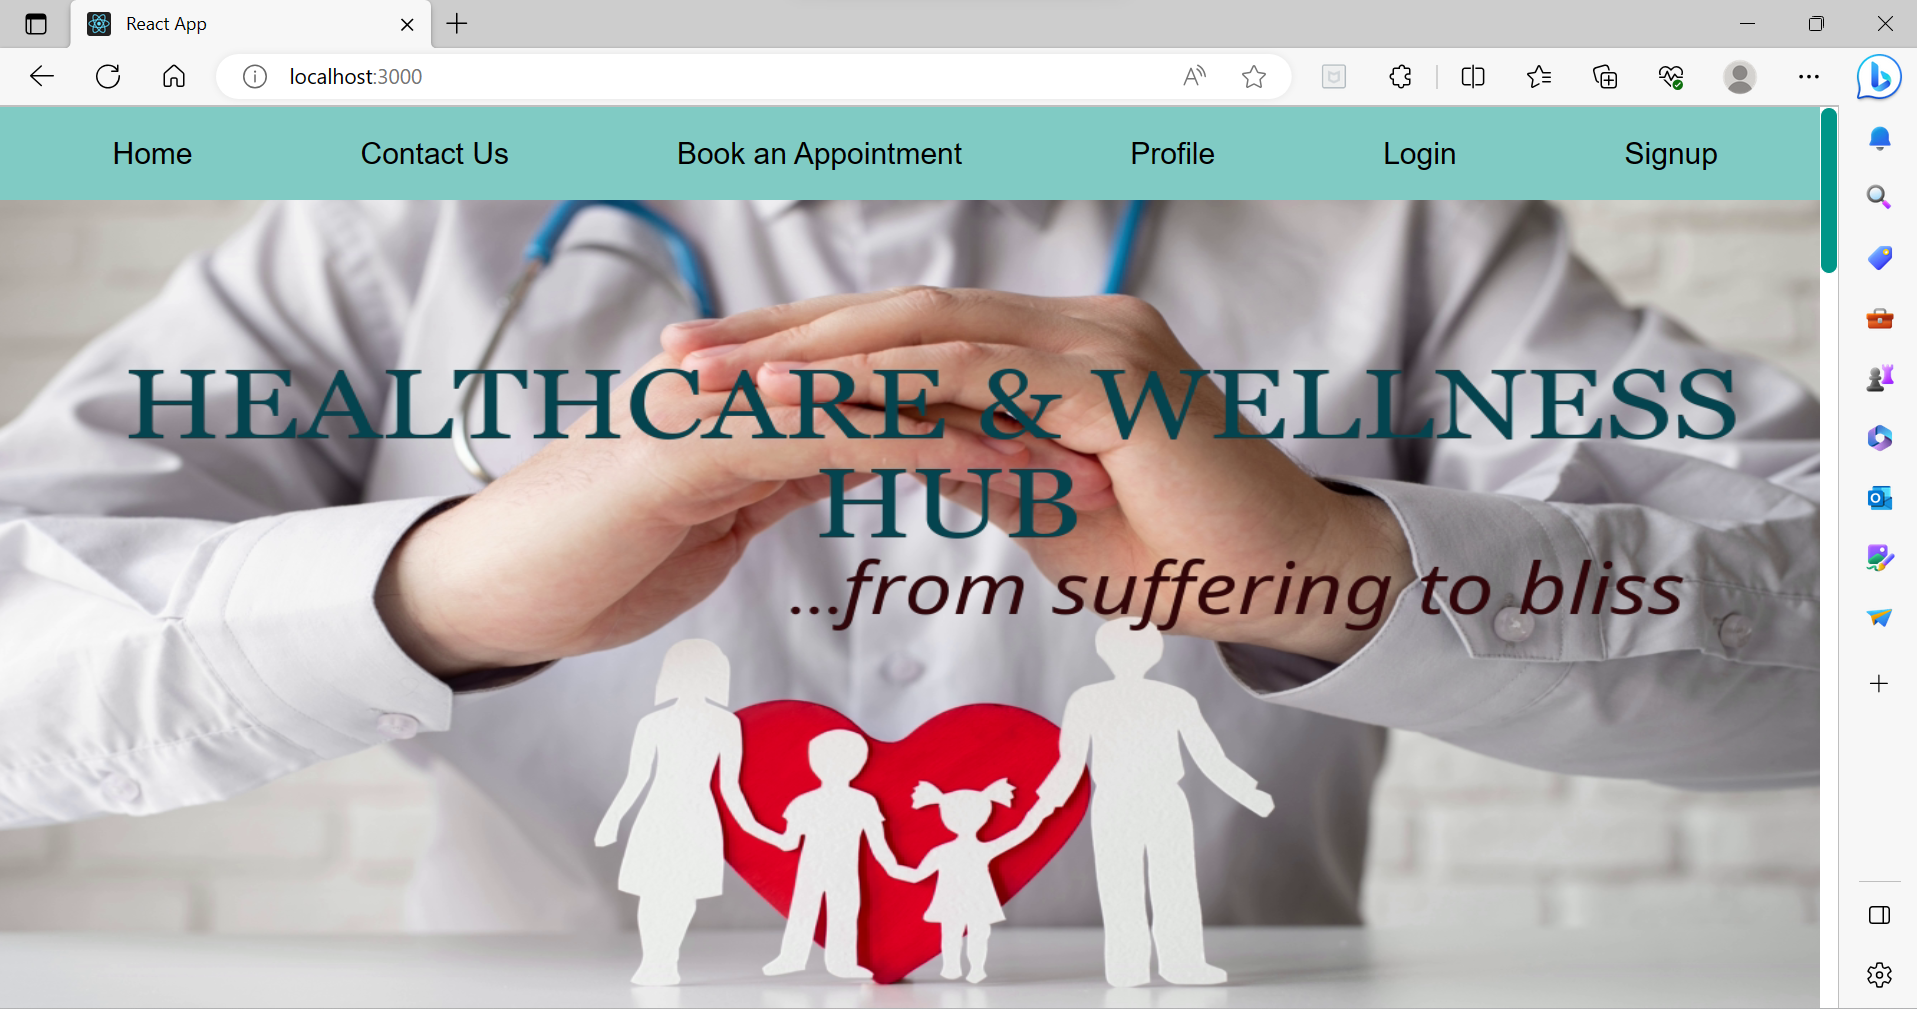 React App
localhost:3000
Home Contact Us Book an Appointment Profile Login Signup
HEALTHCARE & WELLNESS
HUB
...from suffering to bliss